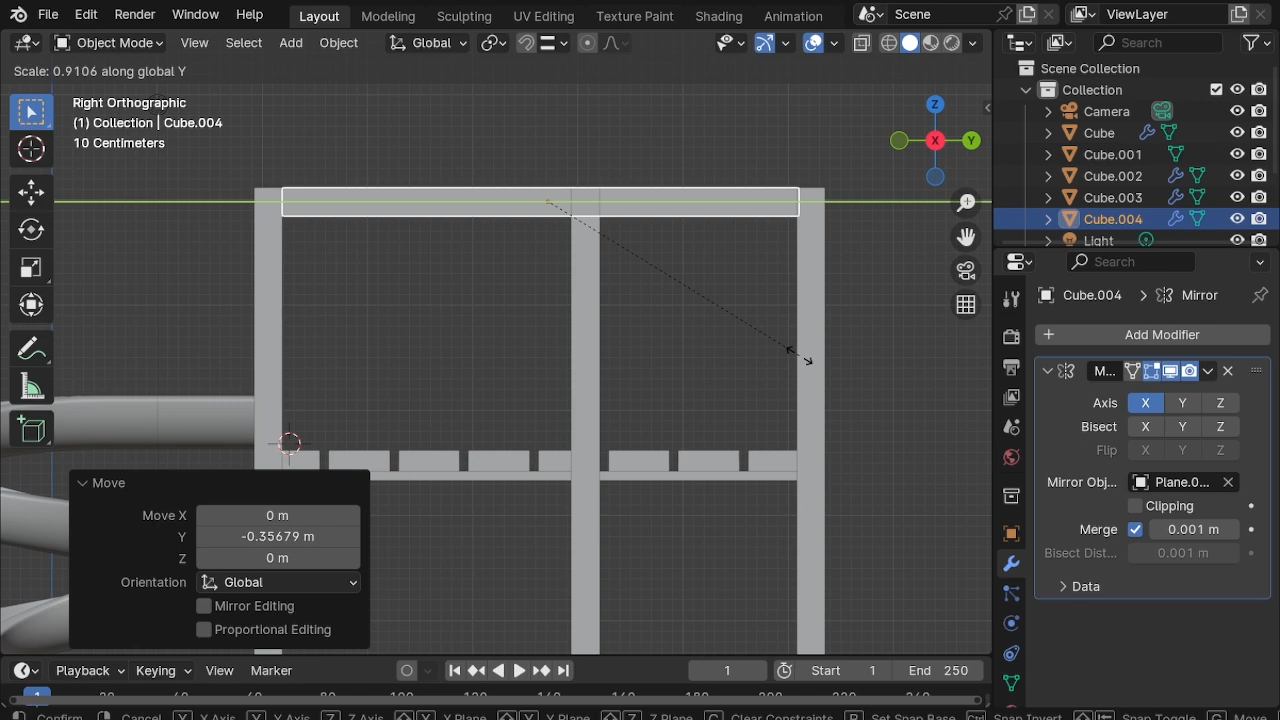 File Edit Render Window Help Layout Modeling Sculpting UV Editing Texture Paint Shading Animation Scene ViewLayer
Object Mode View Select Add Object Global Search
Scale: 0.9106 along global Y
Right Orthographic
(1) Collection | Cube.004
10 Centimeters
Z
Y
X
Scene Collection
Collection
Camera
Cube
Cube.001
Cube.002
Cube.003
Cube.004
Light
Search
Cube.004 Mirror
Add Modifier
M...
Axis X Y Z
Bisect X Y Z
Flip X Y Z
Mirror Obj... Plane.0...
Clipping
Merge 0.001 m
Bisect Dist... 0.001 m
Data
Move
Move X 0 m
Y -0.35679 m
Z 0 m
Orientation Global
Mirror Editing
Proportional Editing
Playback Keying View Marker 1 Start 1 End 250
1